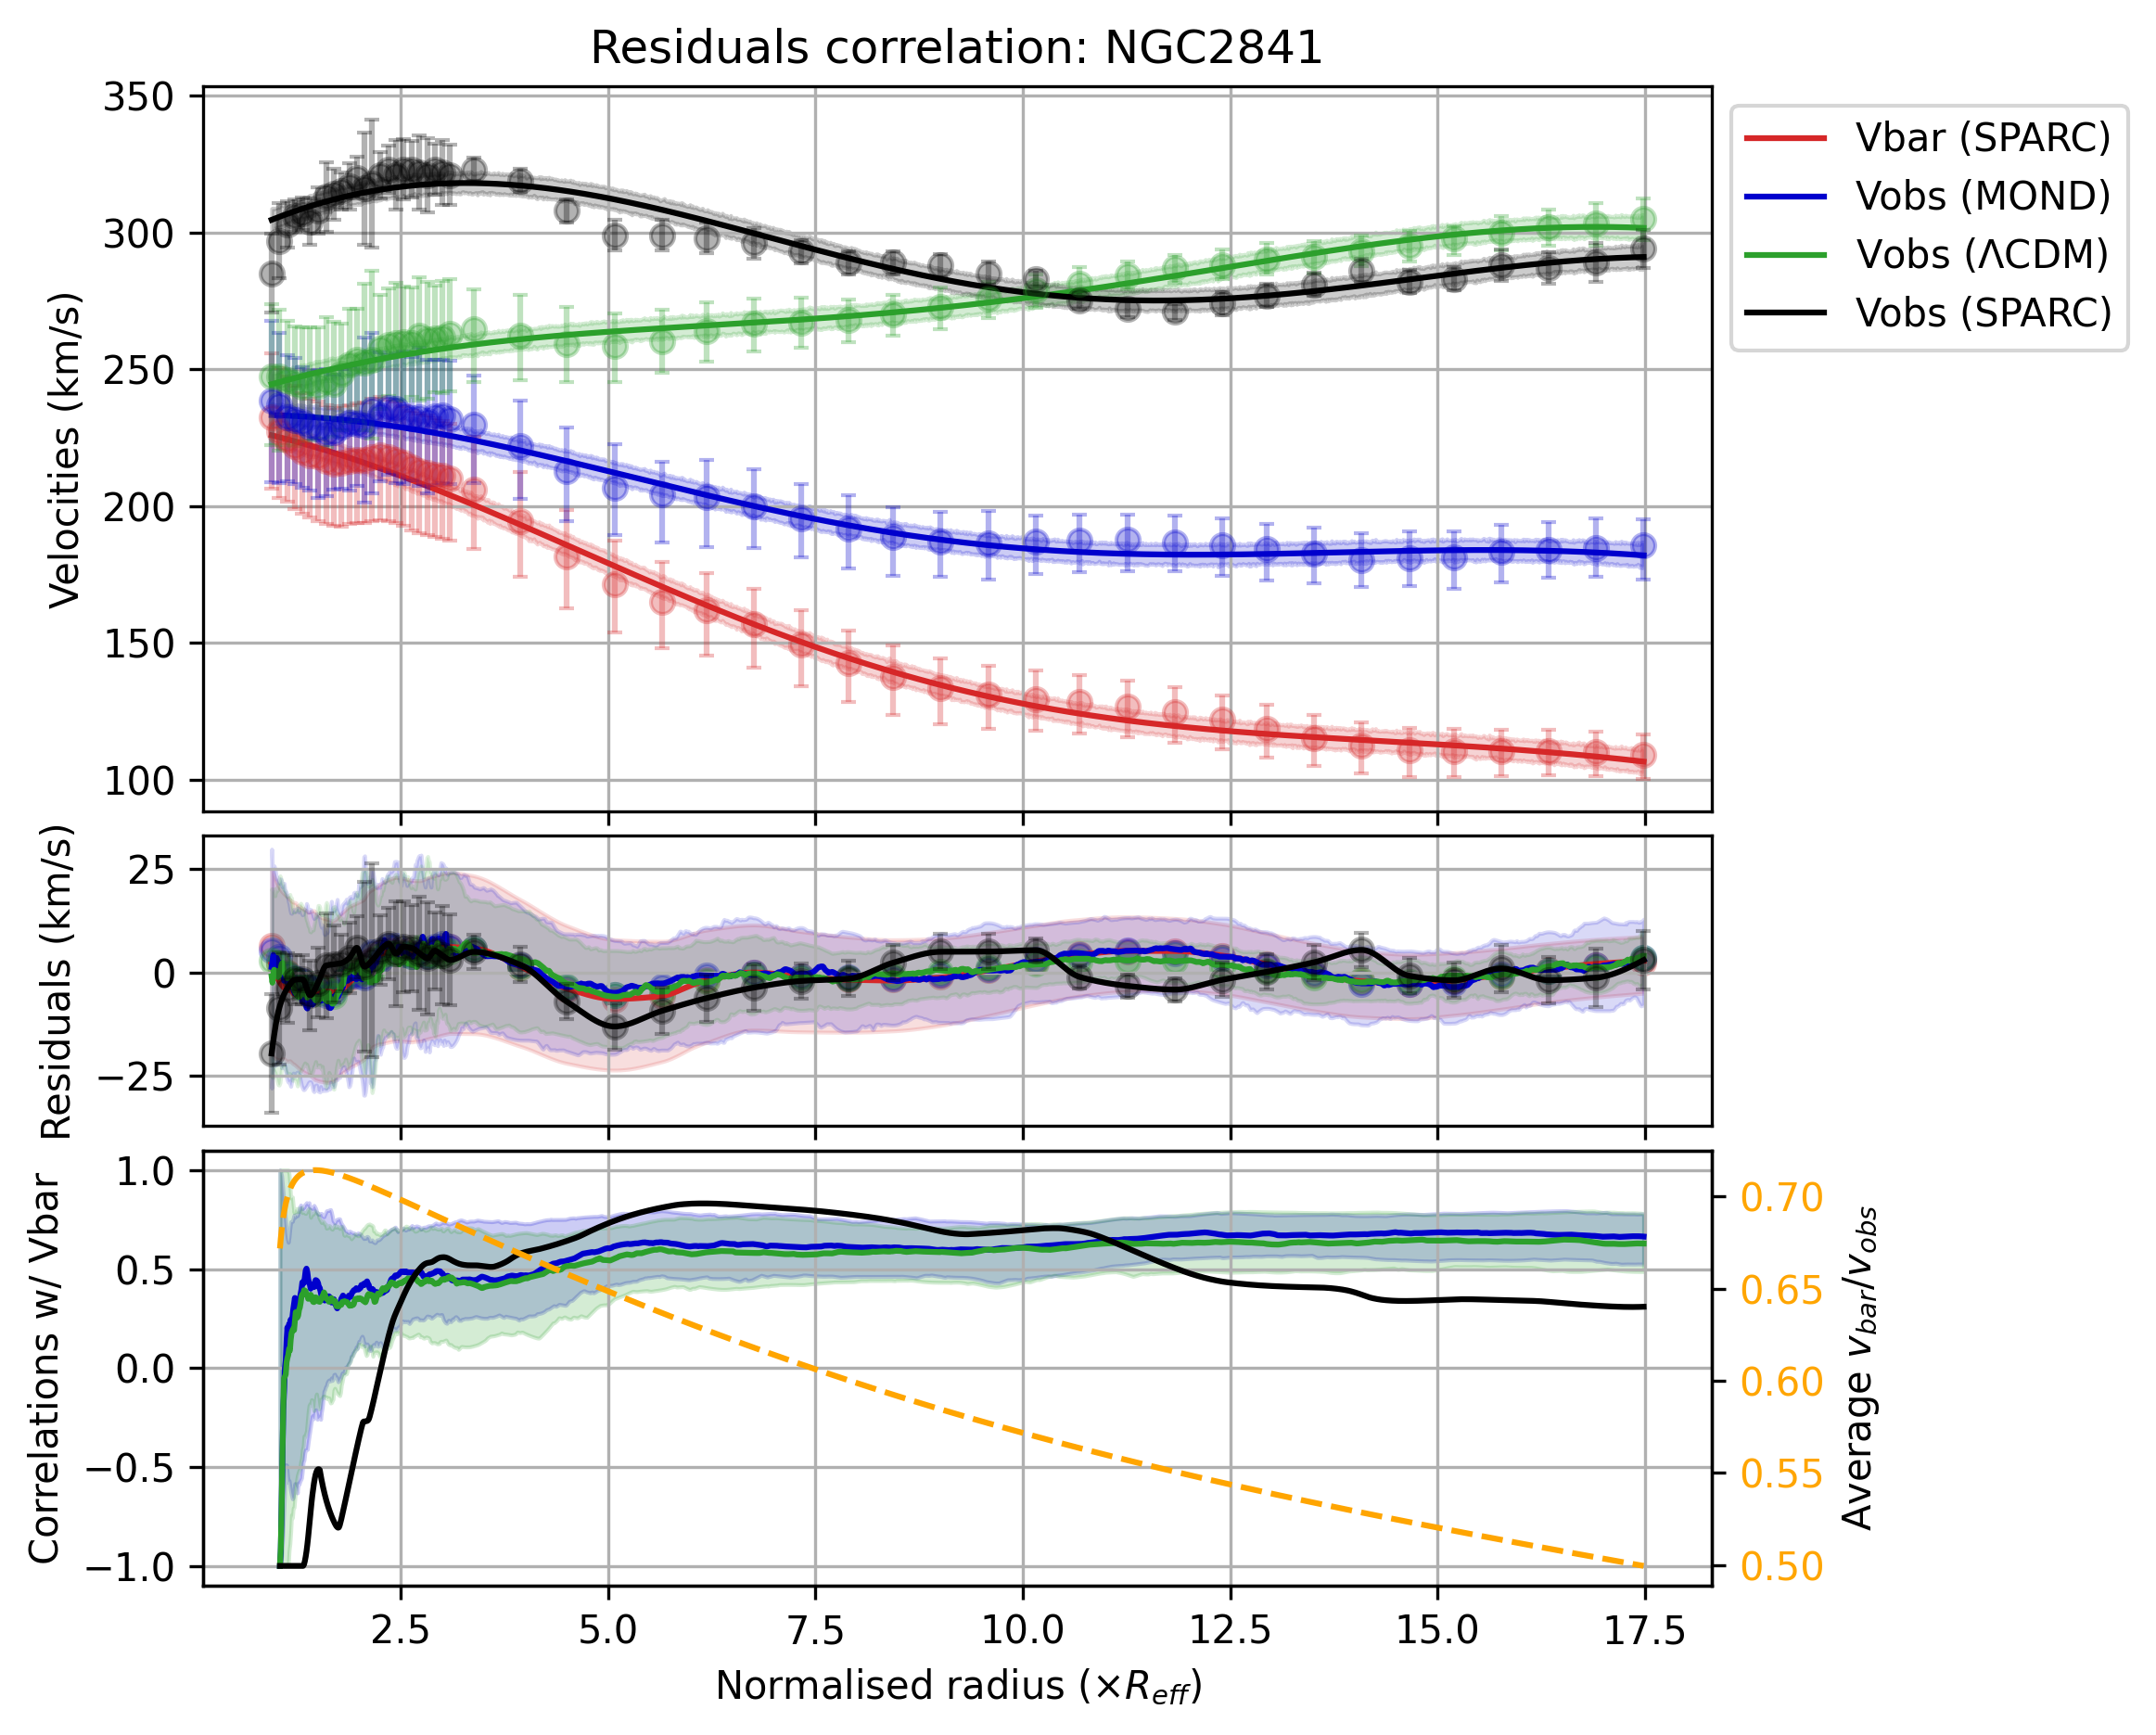 Residuals correlation: NGC2841
350
300
250
200
150
100
Velocities (km/s)
Vbar (SPARC)
Vobs (MOND)
Vobs (ΛCDM)
Vobs (SPARC)
25
0
−25
Residuals (km/s)
1.0
0.5
0.0
−0.5
−1.0
Correlations w/ Vbar
0.70
0.65
0.60
0.55
0.50
Average v_bar/v_obs
2.5 5.0 7.5 10.0 12.5 15.0 17.5
Normalised radius (×R_eff)